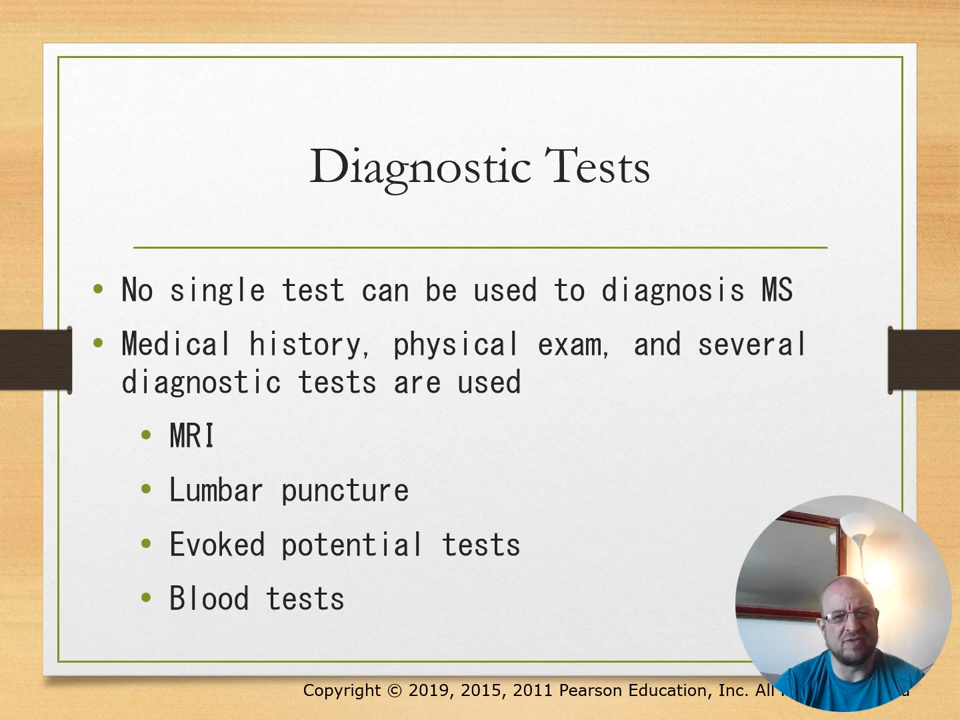 Diagnostic Tests
• No single test can be used to diagnosis MS
• Medical history, physical exam, and several
diagnostic tests are used
• MRI
• Lumbar puncture
• Evoked potential tests
• Blood tests
Copyright © 2019, 2015, 2011 Pearson Education, Inc. All